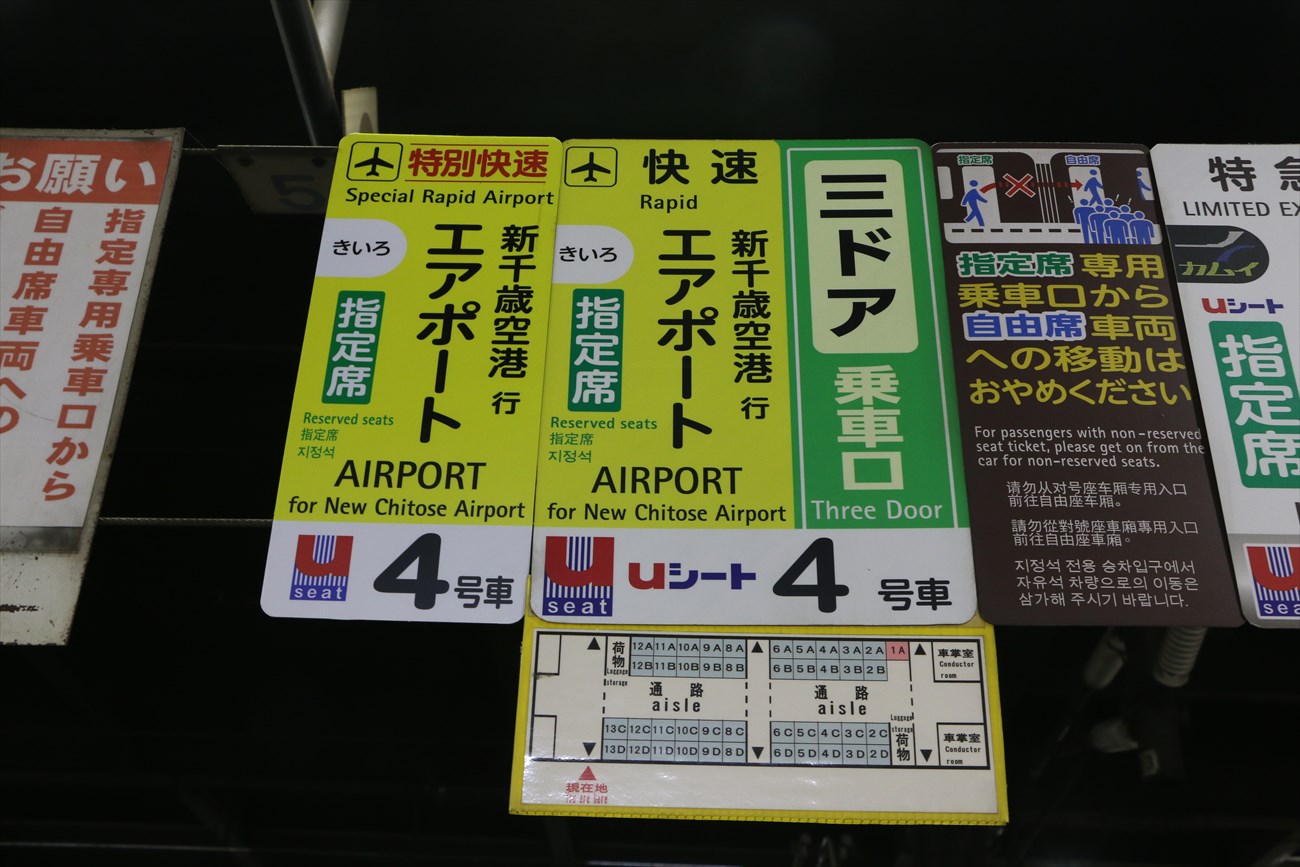 お願い
指定専用乗車口から
自由席車両への
5
特別快速
Special Rapid Airport
きいろ
新千歳空港 行
エアポート
指定席
Reserved seats
指定席
지정석
AIRPORT
for New Chitose Airport
u
seat
4号車
快速
Rapid
きいろ
新千歳空港 行
エアポート
指定席
Reserved seats
指定席
지정석
AIRPORT
for New Chitose Airport
三ドア
乗車口
Three Door
u
seat
uシート
4号車
指定席
自由席
指定席専用
乗車口から
自由席車両
への移動は
おやめください
For passengers with non-reserved
seat ticket, please get on from the
car for non-reserved seats.
请勿从对号座车厢专用入口
前往自由座车厢。
請勿從對號座車廂專用入口
前往自由座車廂。
지정석 전용 승차입구에서
자유석 차량으로의 이동은
삼가해 주시기 바랍니다.
特急
LIMITED EX
カムイ
uシート
指定席
u
sea
荷物
Luggage
storage
12A 11A 10A 9A 8A
12B 11B 10B 9B 8B
6A 5A 4A 3A 2A 1A
6B 5B 4B 3B 2B
車掌室
Conductor
room
通路
aisle
通路
aisle
13C 12C 11C 10C 9C 8C
13D 12D 11D 10D 9D 8D
6C 5C 4C 3C 2C
6D 5D 4D 3D 2D
Luggage
storage
荷物
車掌室
Conductor
room
現在地